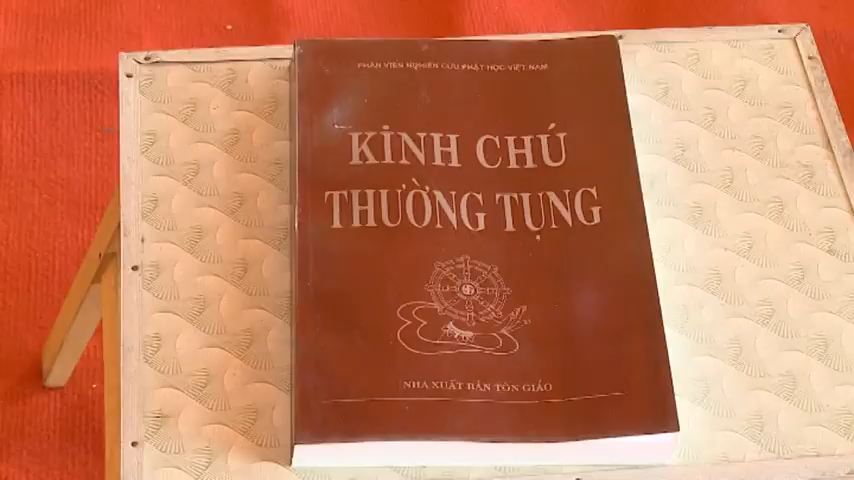 PHÂN VIỆN NGHIÊN CỨU PHẬT HỌC VIỆT NAM
KINH CHÚ
THƯỜNG TỤNG
NHÀ XUẤT BẢN TÔN GIÁO